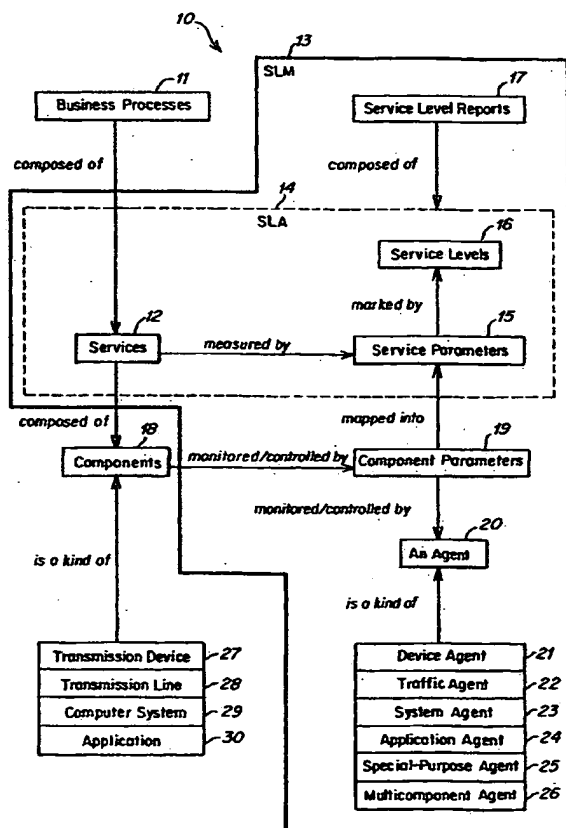 10
13
SLM
11
Business Processes
17
Service Level Reports
composed of
composed of
14
SLA
16
Service Levels
marked by
12
Services
measured by
15
Service Parameters
composed of
mapped into
18
Components
monitored/controlled by
19
Component Parameters
monitored/controlled by
20
An Agent
is a kind of
is a kind of
Transmission Device 27
Transmission Line 28
Computer System 29
Application 30
Device Agent 21
Traffic Agent 22
System Agent 23
Application Agent 24
Special-Purpose Agent 25
Multicomponent Agent 26